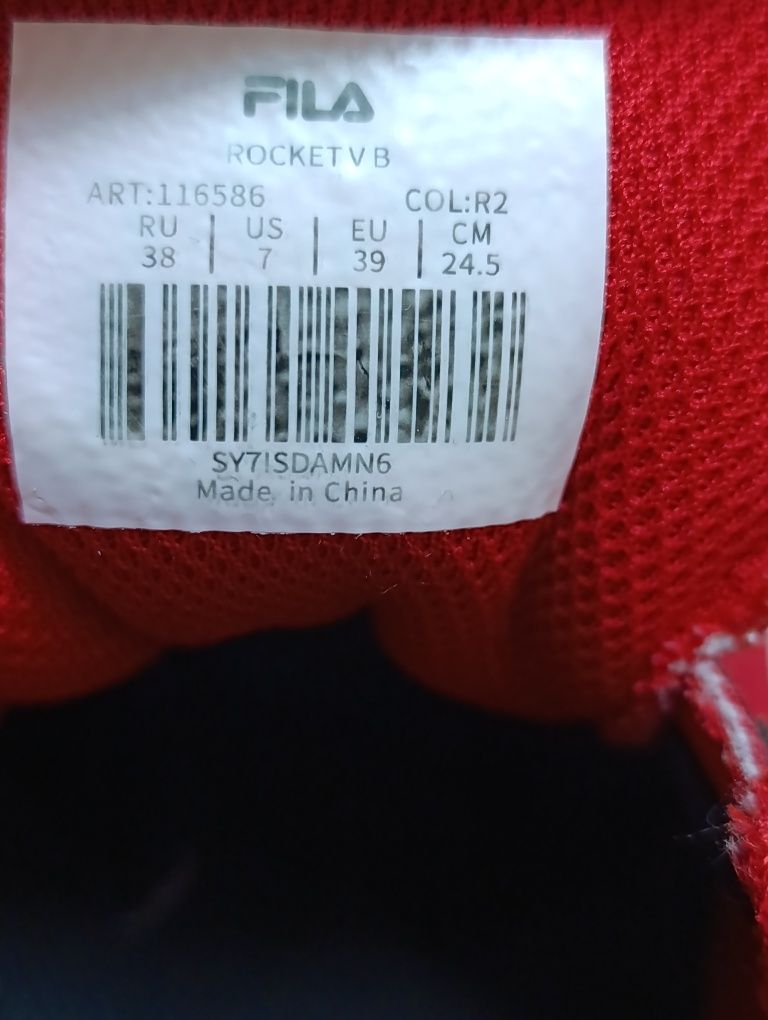 FILA
ROCKET V B
ART:116586 COL:R2
RU US EU CM
38 7 39 24.5
SY7ISDAMN6
Made in China